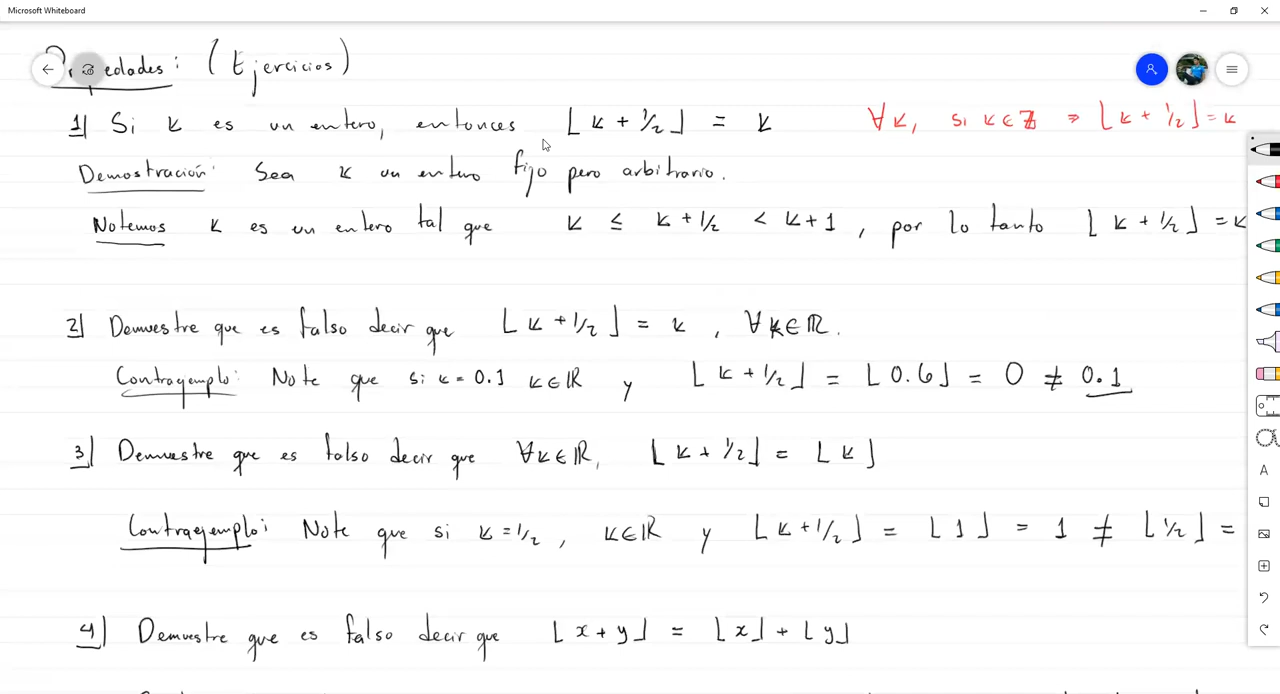 Microsoft Whiteboard
edades: (Ejercicios)
1) Si k es un entero, entonces ⌊k + 1/2⌋ = k ∀k, si k∈ℤ ⇒ ⌊k + 1/2⌋ = k
Demostración: Sea k un entero fijo pero arbitrario.
Notemos k es un entero tal que k ≤ k + 1/2 < k + 1, por lo tanto ⌊k + 1/2⌋ = k
2) Demuestre que es falso decir que ⌊k + 1/2⌋ = k, ∀k∈ℝ.
Contraejemplo: Note que si k = 0.1 k∈ℝ y ⌊k + 1/2⌋ = ⌊0.6⌋ = 0 ≠ 0.1
3) Demuestre que es falso decir que ∀k∈ℝ, ⌊k + 1/2⌋ = ⌊k⌋
Contraejemplo: Note que si k = 1/2, k∈ℝ y ⌊k + 1/2⌋ = ⌊1⌋ = 1 ≠ ⌊1/2⌋ =
4) Demuestre que es falso decir que ⌊x + y⌋ = ⌊x⌋ + ⌊y⌋